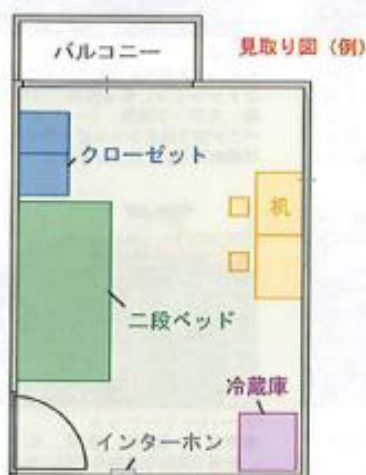 バルコニー
見取り図（例）
クローゼット
机
二段ベッド
冷蔵庫
インターホン